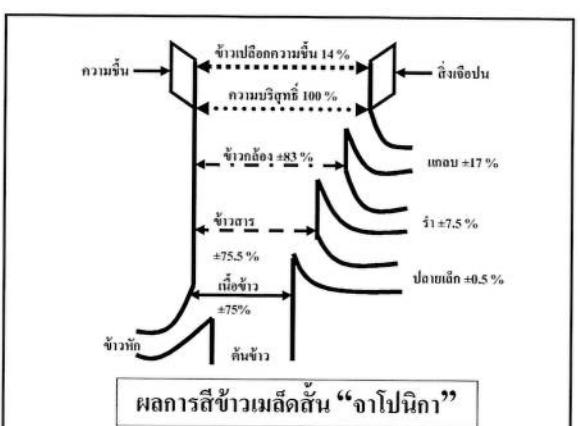 ข้าวเปลือกความชื้น 14 %
ความชื้น
สิ่งเจือปน
ความบริสุทธิ์ 100 %
ข้าวกล้อง ±83 %
แกลบ ±17 %
ข้าวสาร
±75.5 %
รำ ±7.5 %
ปลายเล็ก ±0.5 %
เนื้อข้าว
±75%
ข้าวหัก
ต้นข้าว
ผลการสีข้าวเมล็ดสั้น “จาโปนิกา”